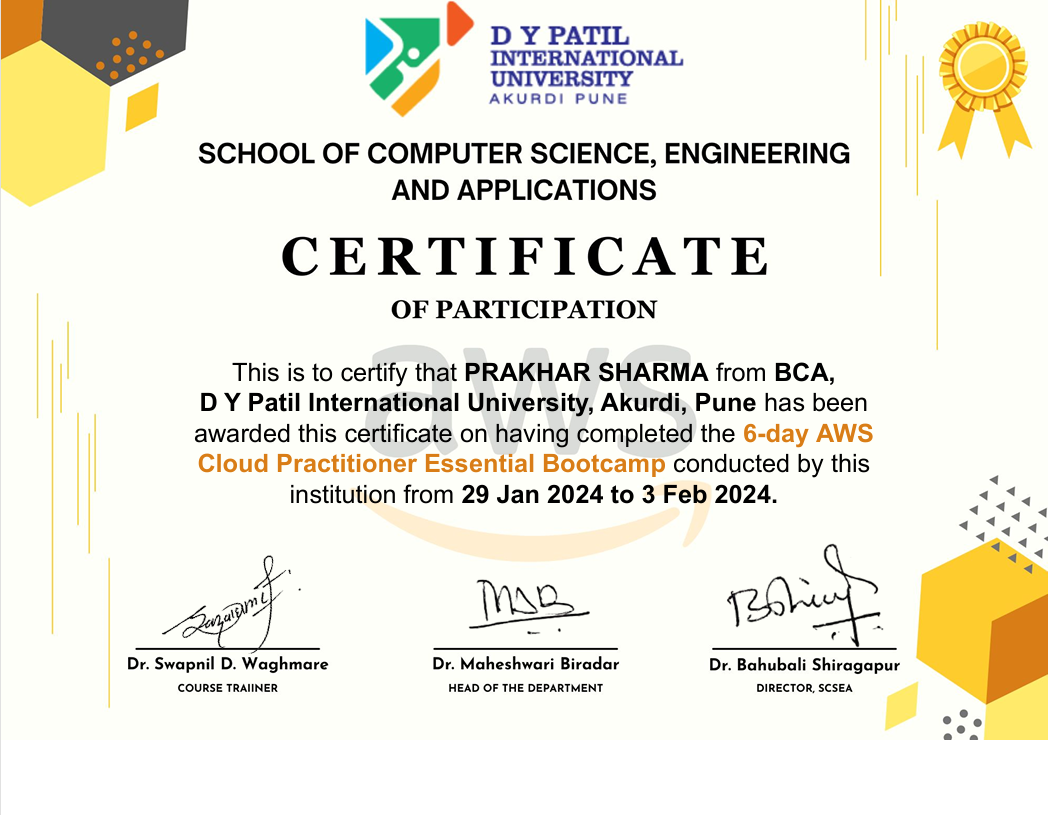 D Y PATIL
INTERNATIONAL
UNIVERSITY
AKURDI PUNE
SCHOOL OF COMPUTER SCIENCE, ENGINEERING
AND APPLICATIONS
CERTIFICATE
OF PARTICIPATION
aws
This is to certify that PRAKHAR SHARMA from BCA,
D Y Patil International University, Akurdi, Pune has been
awarded this certificate on having completed the 6-day AWS
Cloud Practitioner Essential Bootcamp conducted by this
institution from 29 Jan 2024 to 3 Feb 2024.
Dr. Swapnil D. Waghmare
COURSE TRAIINER
Dr. Maheshwari Biradar
HEAD OF THE DEPARTMENT
Dr. Bahubali Shiragapur
DIRECTOR, SCSEA